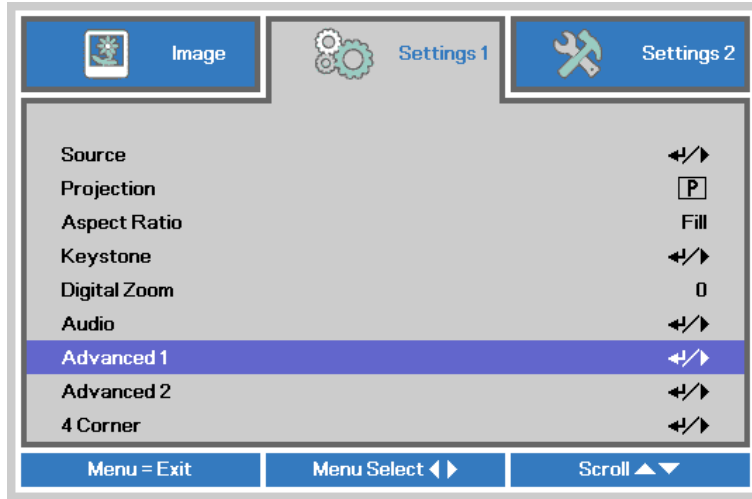 Image Settings 1 Settings 2
Source
Projection P
Aspect Ratio Fill
Keystone
Digital Zoom 0
Audio
Advanced 1
Advanced 2
4 Corner
Menu = Exit Menu Select Scroll